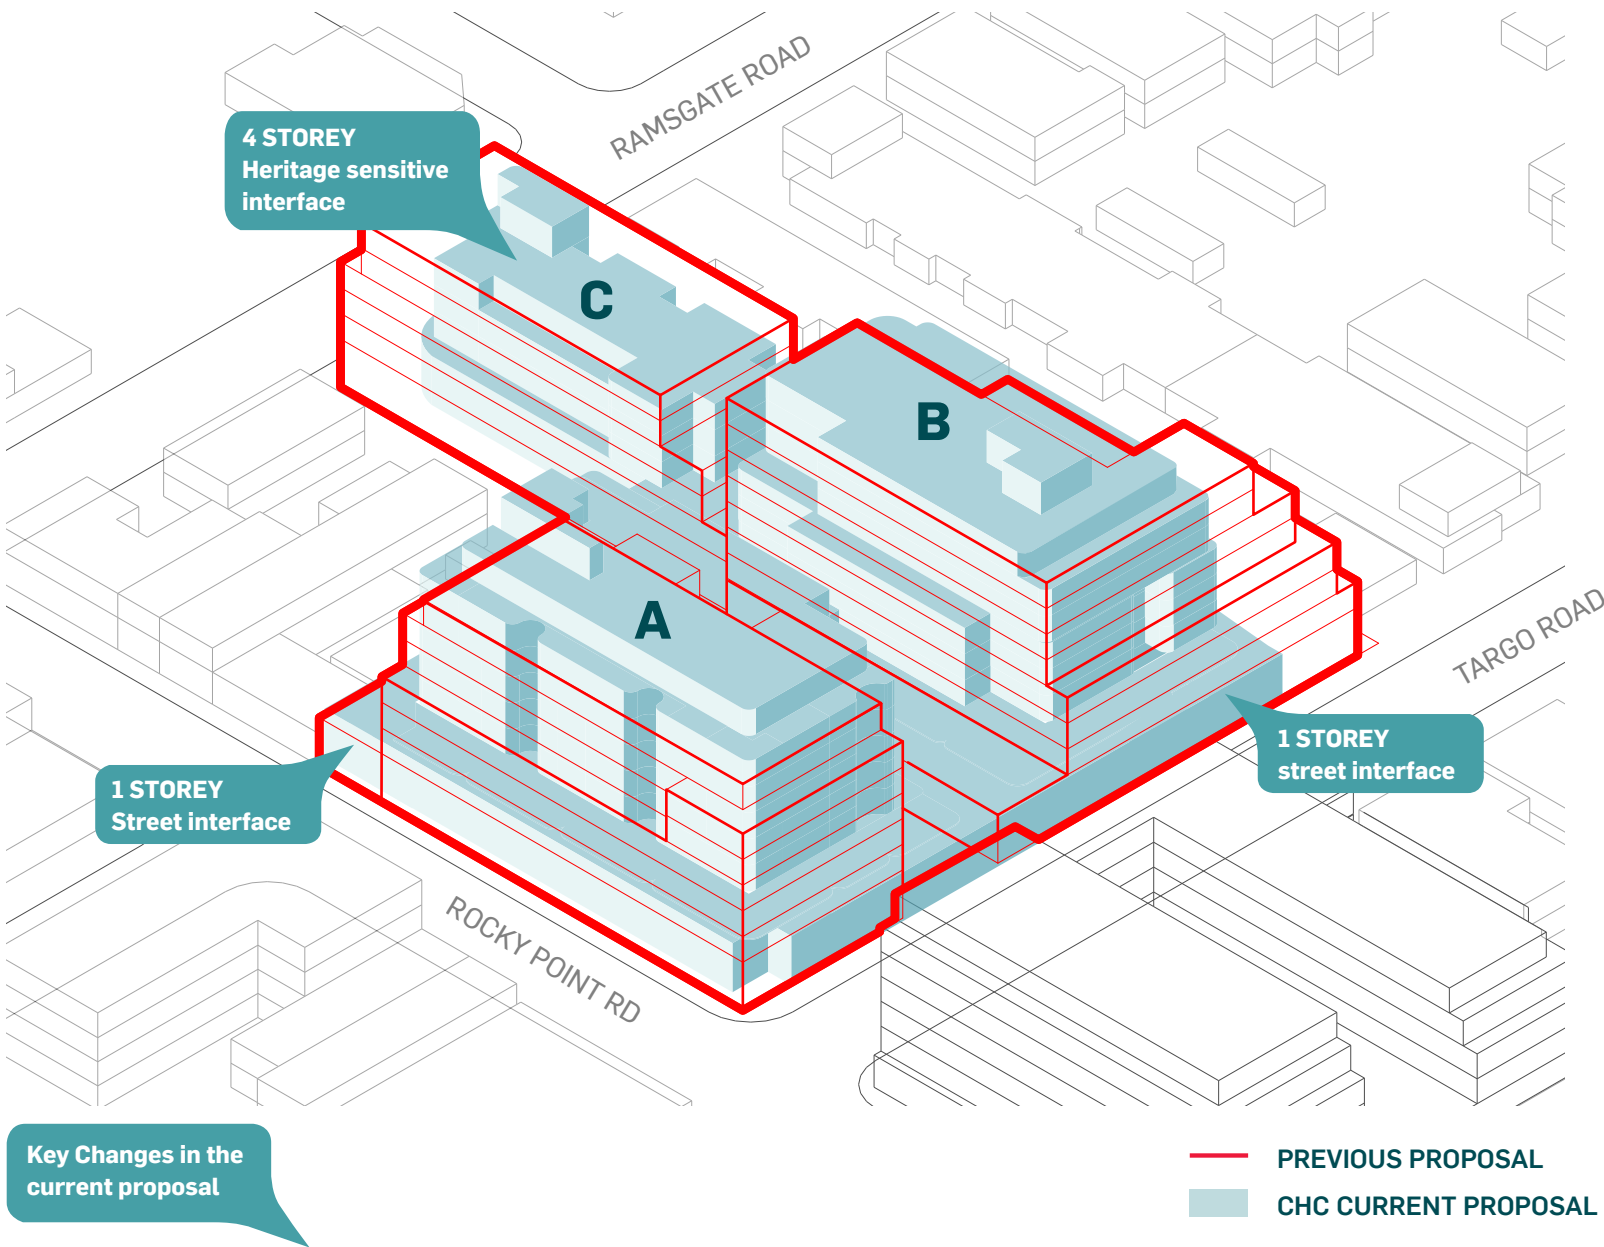 RAMSGATE ROAD
4 STOREY
Heritage sensitive
interface
C
B
A
TARGO ROAD
1 STOREY
street interface
1 STOREY
Street interface
ROCKY POINT RD
Key Changes in the
current proposal
PREVIOUS PROPOSAL
CHC CURRENT PROPOSAL